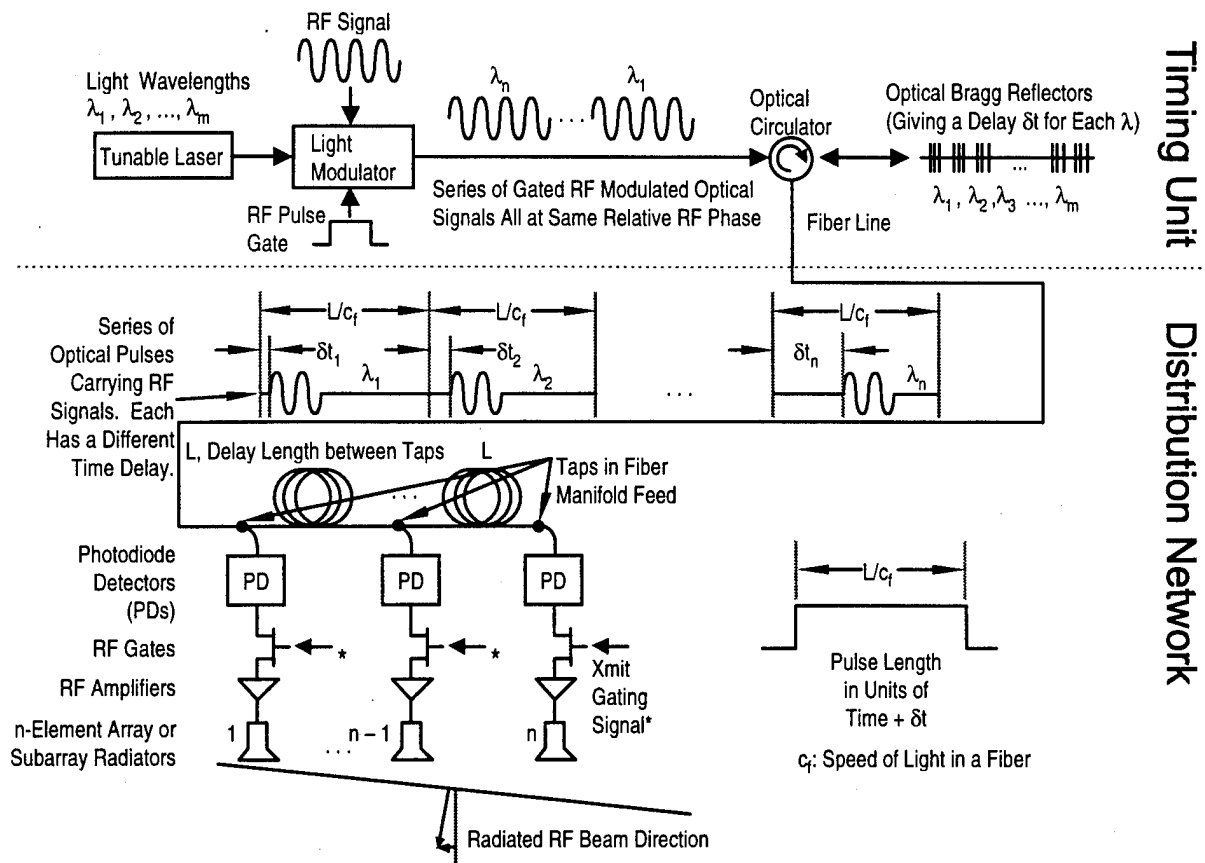 RF Signal
Light Wavelengths
λ1 , λ2 , ..., λm
Tunable Laser
Light
Modulator
RF Pulse
Gate
λn
. . .
λ1
Series of Gated RF Modulated Optical
Signals All at Same Relative RF Phase
Optical
Circulator
Optical Bragg Reflectors
(Giving a Delay δt for Each λ)
...
λ1 , λ2 , λ3 ..., λm
Fiber Line
Timing Unit
Series of
Optical Pulses
Carrying RF
Signals. Each
Has a Different
Time Delay.
L/cf
L/cf
L/cf
δt1
δt2
δtn
λ1
λ2
. . .
λn
Distribution Network
L, Delay Length between Taps
L
. . .
Taps in Fiber
Manifold Feed
Photodiode
Detectors
(PDs)
PD
PD
PD
RF Gates
*
*
Xmit
Gating
Signal*
RF Amplifiers
n-Element Array or
Subarray Radiators
1
. . .
n – 1
n
L/cf
Pulse Length
in Units of
Time + δt
cf: Speed of Light in a Fiber
Radiated RF Beam Direction